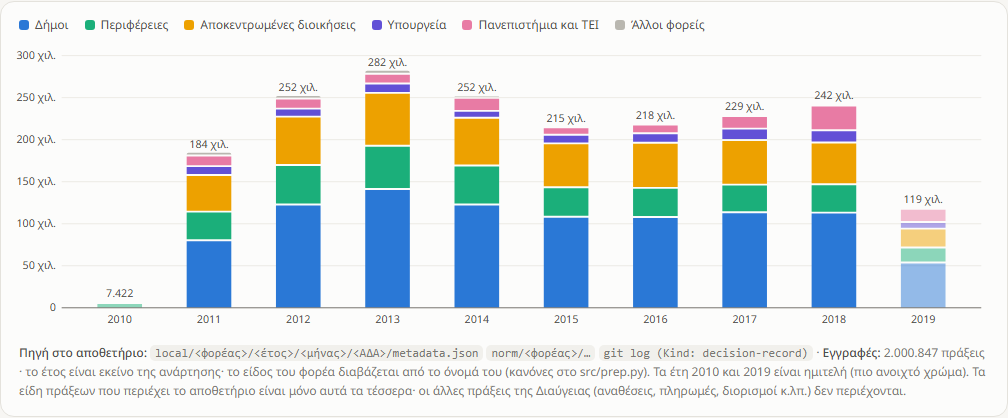 Δήμοι Περιφέρειες Αποκεντρωμένες διοικήσεις Υπουργεία Πανεπιστήμια και ΤΕΙ Άλλοι φορείς
300 χιλ.
250 χιλ.
200 χιλ.
150 χιλ.
100 χιλ.
50 χιλ.
0
7.422
184 χιλ.
252 χιλ.
282 χιλ.
252 χιλ.
215 χιλ.
218 χιλ.
229 χιλ.
242 χιλ.
119 χιλ.
2010 2011 2012 2013 2014 2015 2016 2017 2018 2019
Πηγή στο αποθετήριο: local/<φορέας>/<έτος>/<μήνας>/<ΑΔΑ>/metadata.json norm/<φορέας>/… git log (Kind: decision-record) · Εγγραφές: 2.000.847 πράξεις
· το έτος είναι εκείνο της ανάρτησης· το είδος του φορέα διαβάζεται από το όνομά του (κανόνες στο src/prep.py). Τα έτη 2010 και 2019 είναι ημιτελή (πιο ανοιχτό χρώμα). Τα
είδη πράξεων που περιέχει το αποθετήριο είναι μόνο αυτά τα τέσσερα· οι άλλες πράξεις της Διαύγειας (αναθέσεις, πληρωμές, διορισμοί κ.λπ.) δεν περιέχονται.